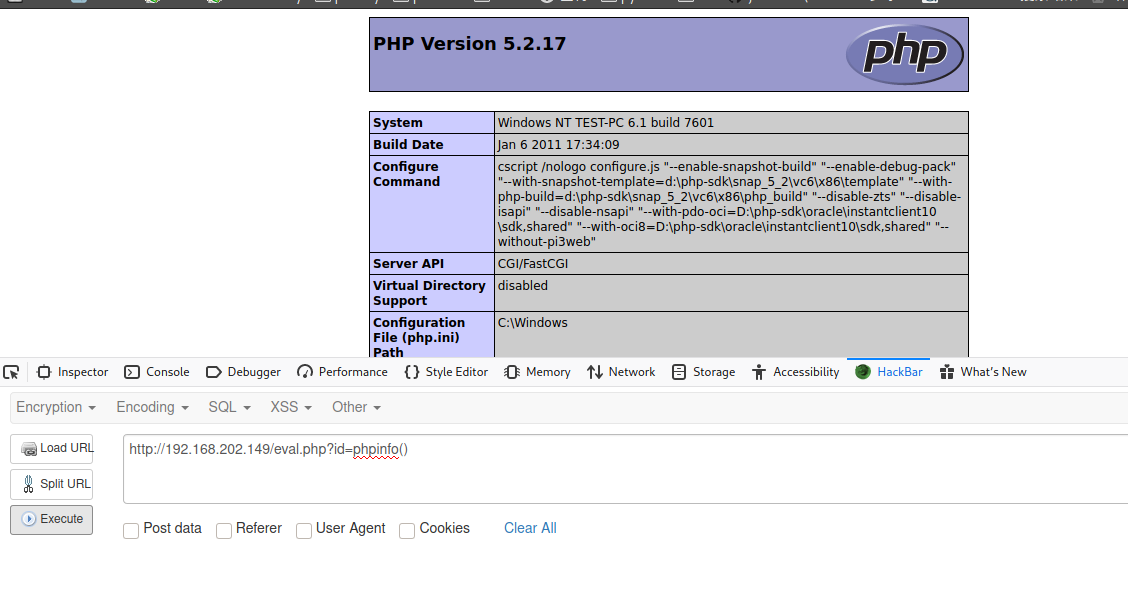 PHP Version 5.2.17
php
System Windows NT TEST-PC 6.1 build 7601
Build Date Jan 6 2011 17:34:09
Configure Command cscript /nologo configure.js "--enable-snapshot-build" "--enable-debug-pack"
"--with-snapshot-template=d:\php-sdk\snap_5_2\vc6\x86\template" "--with-
php-build=d:\php-sdk\snap_5_2\vc6\x86\php_build" "--disable-zts" "--disable-
isapi" "--disable-nsapi" "--with-pdo-oci=D:\php-sdk\oracle\instantclient10
\sdk,shared" "--with-oci8=D:\php-sdk\oracle\instantclient10\sdk,shared" "--
without-pi3web"
Server API CGI/FastCGI
Virtual Directory Support disabled
Configuration File (php.ini) Path C:\Windows
Inspector Console Debugger Performance Style Editor Memory Network Storage Accessibility HackBar What's New
Encryption Encoding SQL XSS Other
Load URL http://192.168.202.149/eval.php?id=phpinfo()
Split URL
Execute
Post data Referer User Agent Cookies Clear All